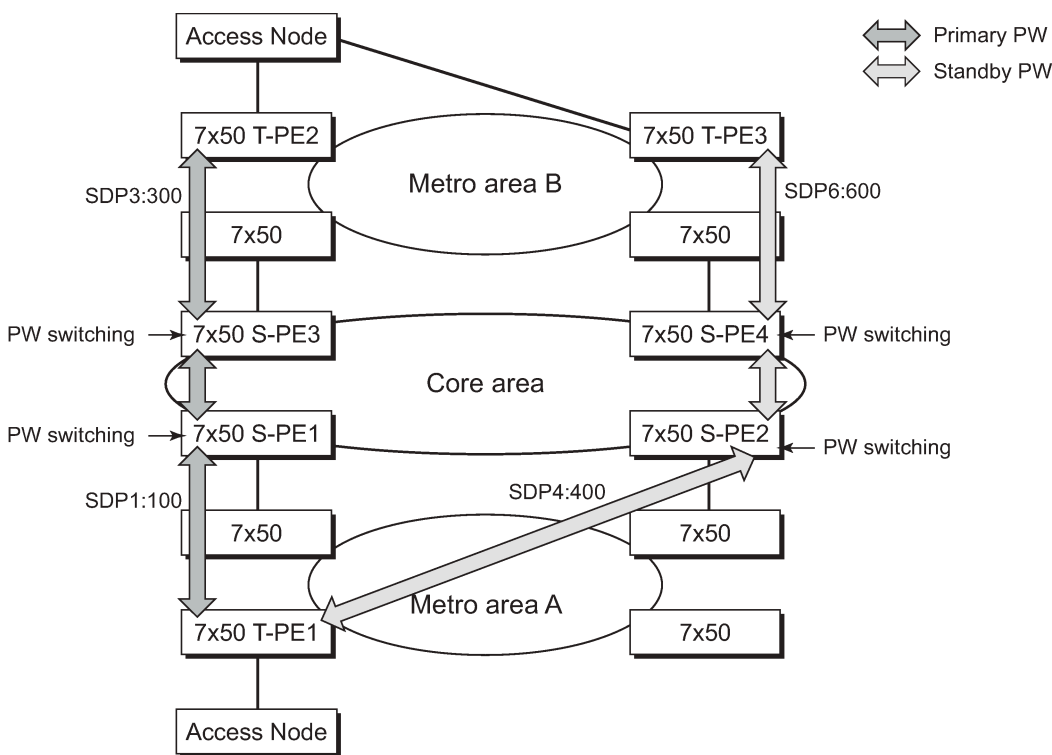 Access Node
Primary PW
Standby PW
7x50 T-PE2
7x50 T-PE3
Metro area B
SDP3:300
SDP6:600
7x50
7x50
PW switching
7x50 S-PE3
7x50 S-PE4
PW switching
Core area
PW switching
7x50 S-PE1
7x50 S-PE2
PW switching
SDP1:100
SDP4:400
7x50
7x50
Metro area A
7x50 T-PE1
7x50
Access Node